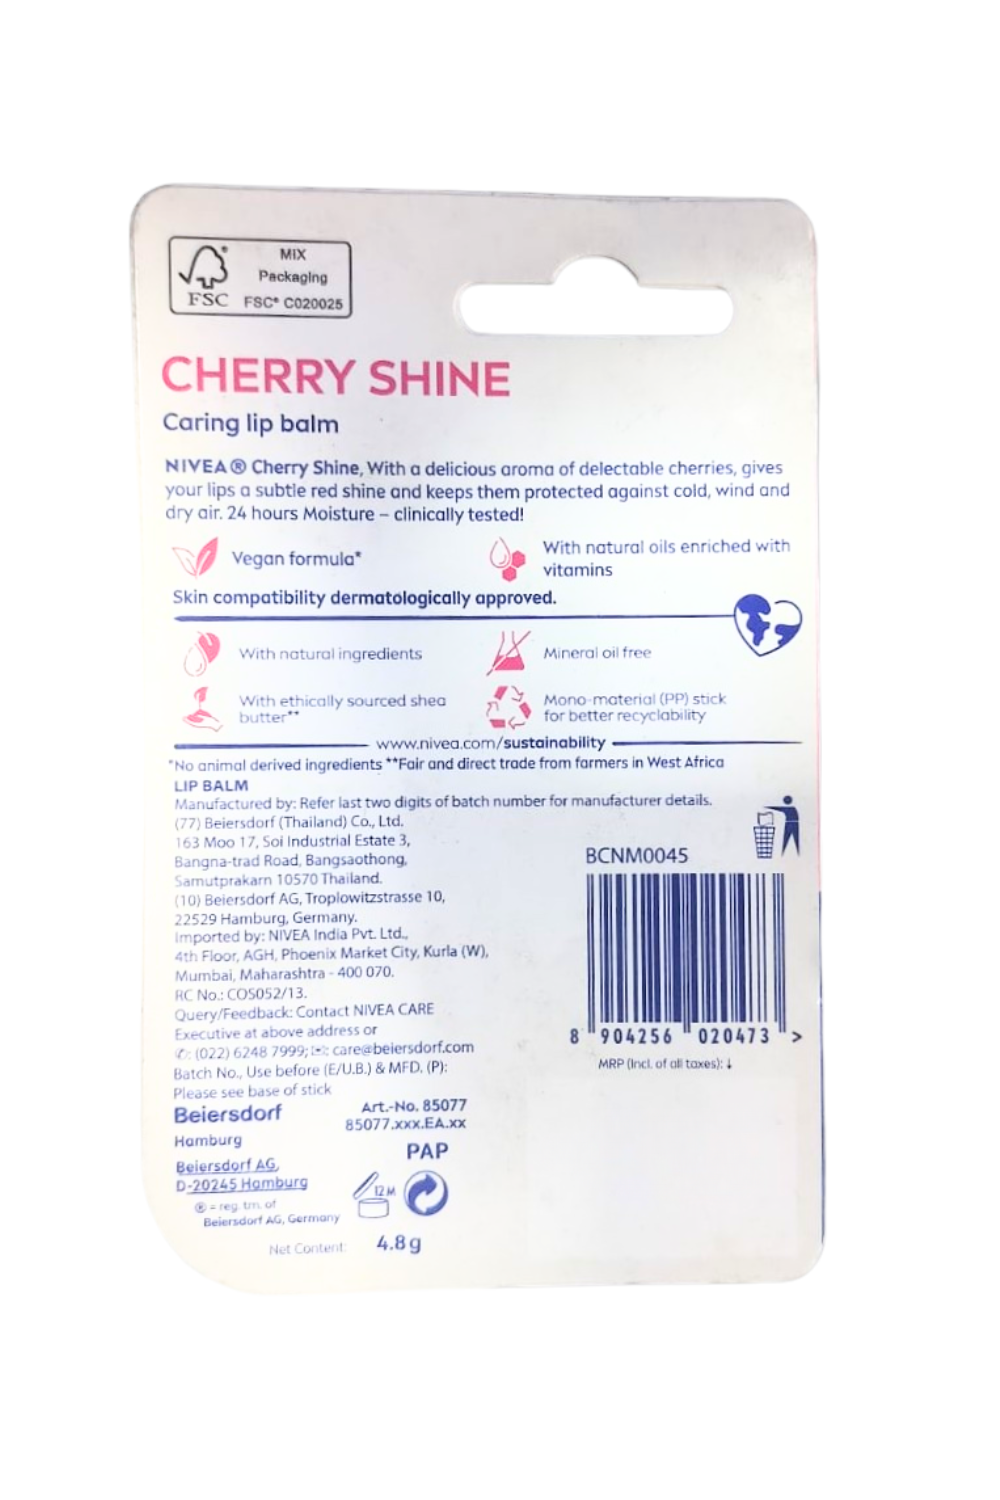 MIX
Packaging
FSC FSC® C020025
CHERRY SHINE
Caring lip balm
NIVEA® Cherry Shine, With a delicious aroma of delectable cherries, gives
your lips a subtle red shine and keeps them protected against cold, wind and
dry air. 24 hours Moisture – clinically tested!
Vegan formula*
With natural oils enriched with
vitamins
Skin compatibility dermatologically approved.
With natural ingredients
Mineral oil free
With ethically sourced shea
butter**
Mono-material (PP) stick
for better recyclability
www.nivea.com/sustainability
*No animal derived ingredients **Fair and direct trade from farmers in West Africa
LIP BALM
Manufactured by: Refer last two digits of batch number for manufacturer details.
(77) Beiersdorf (Thailand) Co., Ltd.
163 Moo 17, Soi Industrial Estate 3,
Bangna-trad Road, Bangsaothong,
Samutprakarn 10570 Thailand.
(10) Beiersdorf AG, Troplowitzstrasse 10,
22529 Hamburg, Germany.
Imported by: NIVEA India Pvt. Ltd.,
4th Floor, AGH, Phoenix Market City, Kurla (W),
Mumbai, Maharashtra - 400 070.
RC No.: COS052/13.
Query/Feedback: Contact NIVEA CARE
Executive at above address or
✆: (022) 6248 7999; ✉: care@beiersdorf.com
Batch No., Use before (E/U.B.) & MFD. (P):
Please see base of stick
BCNM0045
8 904256 020473 >
MRP (Incl. of all taxes): ↓
Beiersdorf
Hamburg
Beiersdorf AG,
D-20245 Hamburg
® = reg. tm. of
Beiersdorf AG, Germany
Art.-No. 85077
85077.xxx.EA.xx
PAP
12M
Net Content: 4.8 g